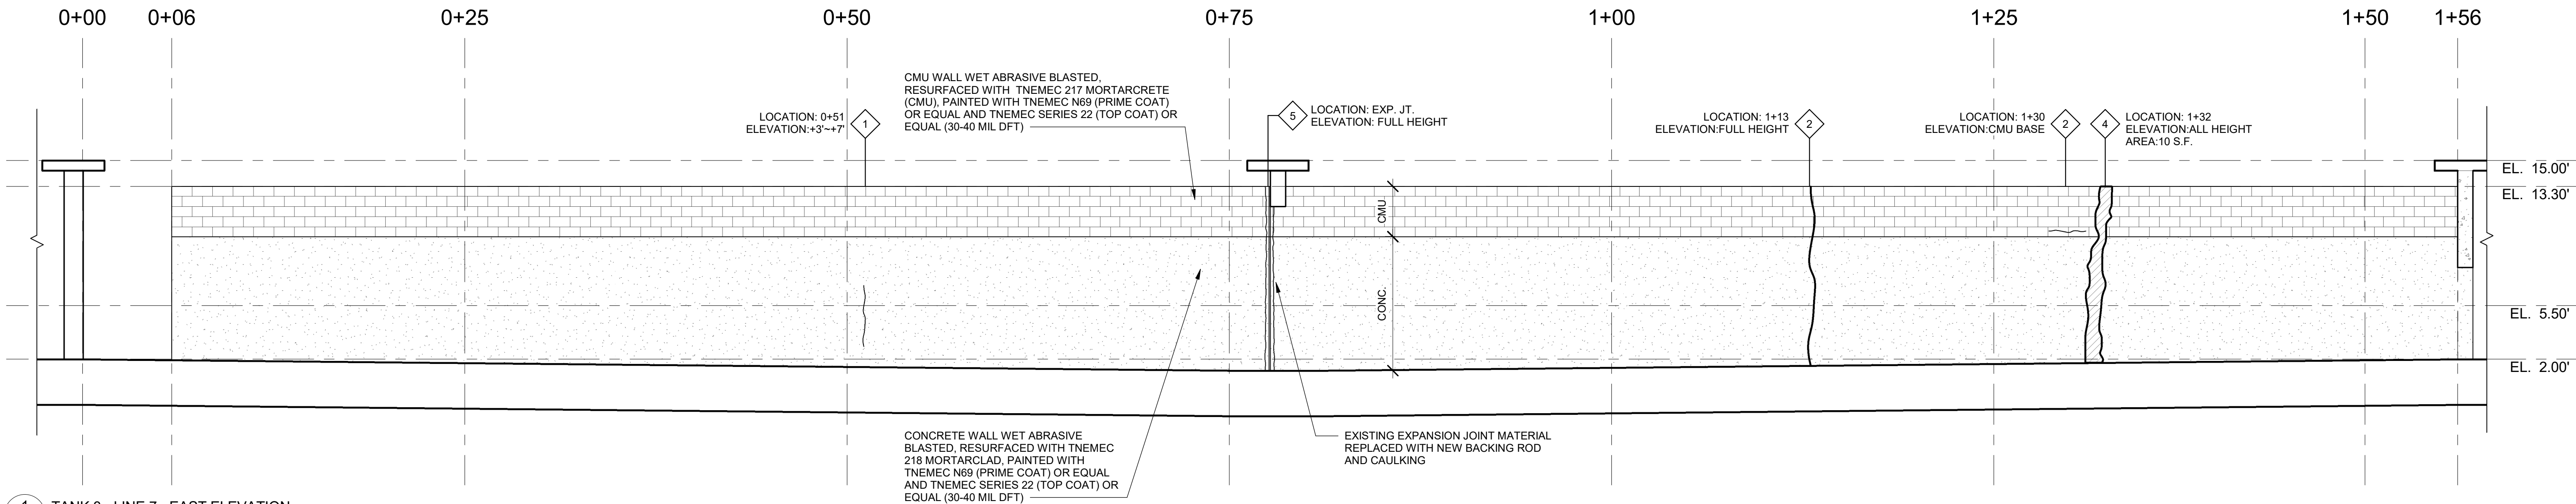 0+00
0+06
0+25
0+50
0+75
1+00
1+25
1+50
1+56
CMU WALL WET ABRASIVE BLASTED,
RESURFACED WITH TNEMEC 217 MORTARCRETE
(CMU), PAINTED WITH TNEMEC N69 (PRIME COAT)
OR EQUAL AND TNEMEC SERIES 22 (TOP COAT) OR
EQUAL (30-40 MIL DFT)
LOCATION: 0+51
ELEVATION:+3'~+7'
1
5
LOCATION: EXP. JT.
ELEVATION: FULL HEIGHT
LOCATION: 1+13
ELEVATION:FULL HEIGHT
2
LOCATION: 1+30
ELEVATION:CMU BASE
2
4
LOCATION: 1+32
ELEVATION:ALL HEIGHT
AREA:10 S.F.
EL. 15.00'
EL. 13.30'
CMU
CONC.
EL. 5.50'
EL. 2.00'
CONCRETE WALL WET ABRASIVE
BLASTED, RESURFACED WITH TNEMEC
218 MORTARCLAD, PAINTED WITH
TNEMEC N69 (PRIME COAT) OR EQUAL
AND TNEMEC SERIES 22 (TOP COAT) OR
EQUAL (30-40 MIL DFT)
EXISTING EXPANSION JOINT MATERIAL
REPLACED WITH NEW BACKING ROD
AND CAULKING